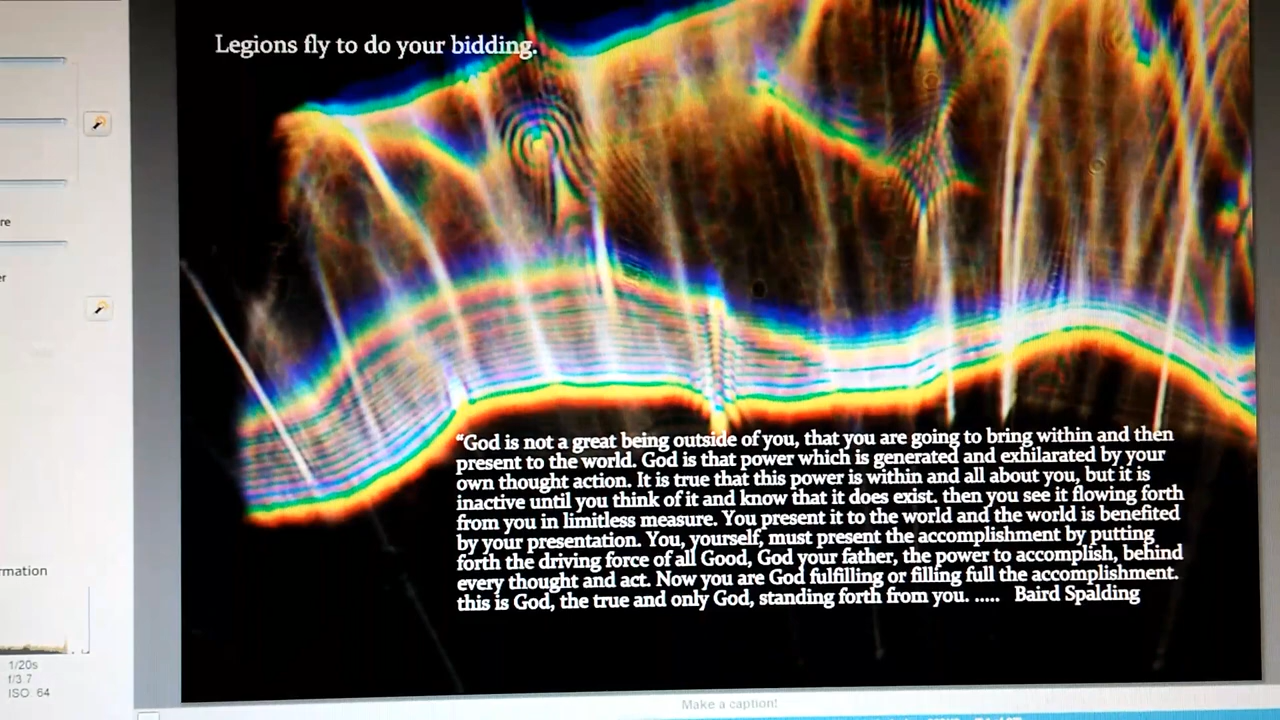 Legions fly to do your bidding.
re
er
“God is not a great being outside of you, that you are going to bring within and then
present to the world. God is that power which is generated and exhilarated by your
own thought action. It is true that this power is within and all about you, but it is
inactive until you think of it and know that it does exist. then you see it flowing forth
from you in limitless measure. You present it to the world and the world is benefited
by your presentation. You, yourself, must present the accomplishment by putting
forth the driving force of all Good, God your father, the power to accomplish, behind
every thought and act. Now you are God fulfilling or filling full the accomplishment.
this is God, the true and only God, standing forth from you. ..... Baird Spalding
rmation
1/20s
f/3.7
ISO: 64
Make a caption!